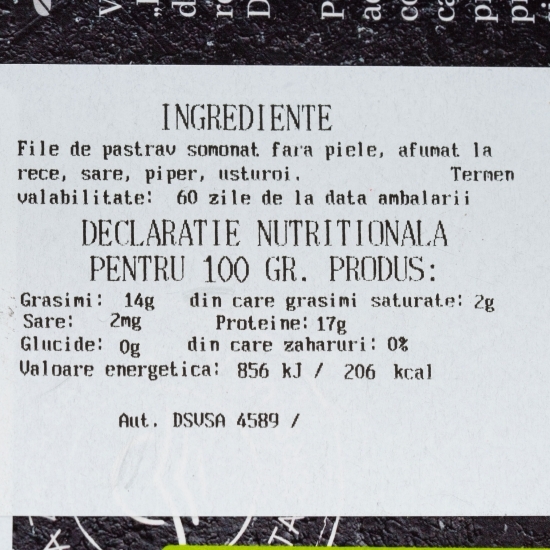 INGREDIENTE
File de pastrav somonat fara piele, afumat la
rece, sare, piper, usturoi. Termen
valabilitate: 60 zile de la data ambalarii
DECLARATIE NUTRITIONALA
PENTRU 100 GR. PRODUS:
Grasimi: 14g din care grasimi saturate: 2g
Sare: 2mg Proteine: 17g
Glucide: 0g din care zaharuri: 0%
Valoare energetica: 856 kJ / 206 kcal
Aut. DSVSA 4589 /